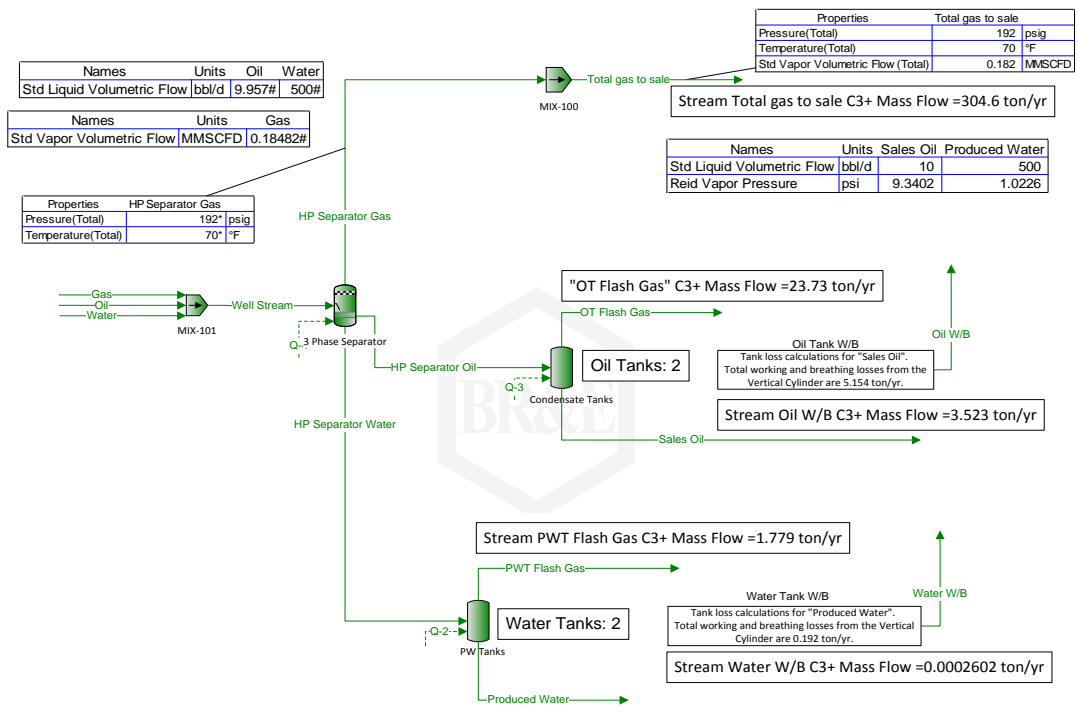 Properties Total gas to sale
Pressure(Total) 192 psig
Temperature(Total) 70 °F
Std Vapor Volumetric Flow (Total) 0.182 MMSCFD
Names Units Oil Water
Std Liquid Volumetric Flow bbl/d 9.957# 500#
Total gas to sale
MIX-100
Stream Total gas to sale C3+ Mass Flow =304.6 ton/yr
Names Units Gas
Std Vapor Volumetric Flow MMSCFD 0.18482#
Names Units Sales Oil Produced Water
Std Liquid Volumetric Flow bbl/d 10 500
Reid Vapor Pressure psi 9.3402 1.0226
Properties HP Separator Gas
Pressure(Total) 192* psig
Temperature(Total) 70* °F
HP Separator Gas
"OT Flash Gas" C3+ Mass Flow =23.73 ton/yr
Gas
Oil
Water
MIX-101
Well Stream
Q-
3 Phase Separator
OT Flash Gas
Oil W/B
Oil Tank W/B
Tank loss calculations for "Sales Oil".
Total working and breathing losses from the
Vertical Cylinder are 5.154 ton/yr.
HP Separator Oil
Oil Tanks: 2
Q-3
Condensate Tanks
BR&E
Stream Oil W/B C3+ Mass Flow =3.523 ton/yr
HP Separator Water
Sales Oil
Stream PWT Flash Gas C3+ Mass Flow =1.779 ton/yr
PWT Flash Gas
Water W/B
Water Tank W/B
Tank loss calculations for "Produced Water".
Total working and breathing losses from the Vertical
Cylinder are 0.192 ton/yr.
Water Tanks: 2
Q-2
PW Tanks
Stream Water W/B C3+ Mass Flow =0.0002602 ton/yr
Produced Water